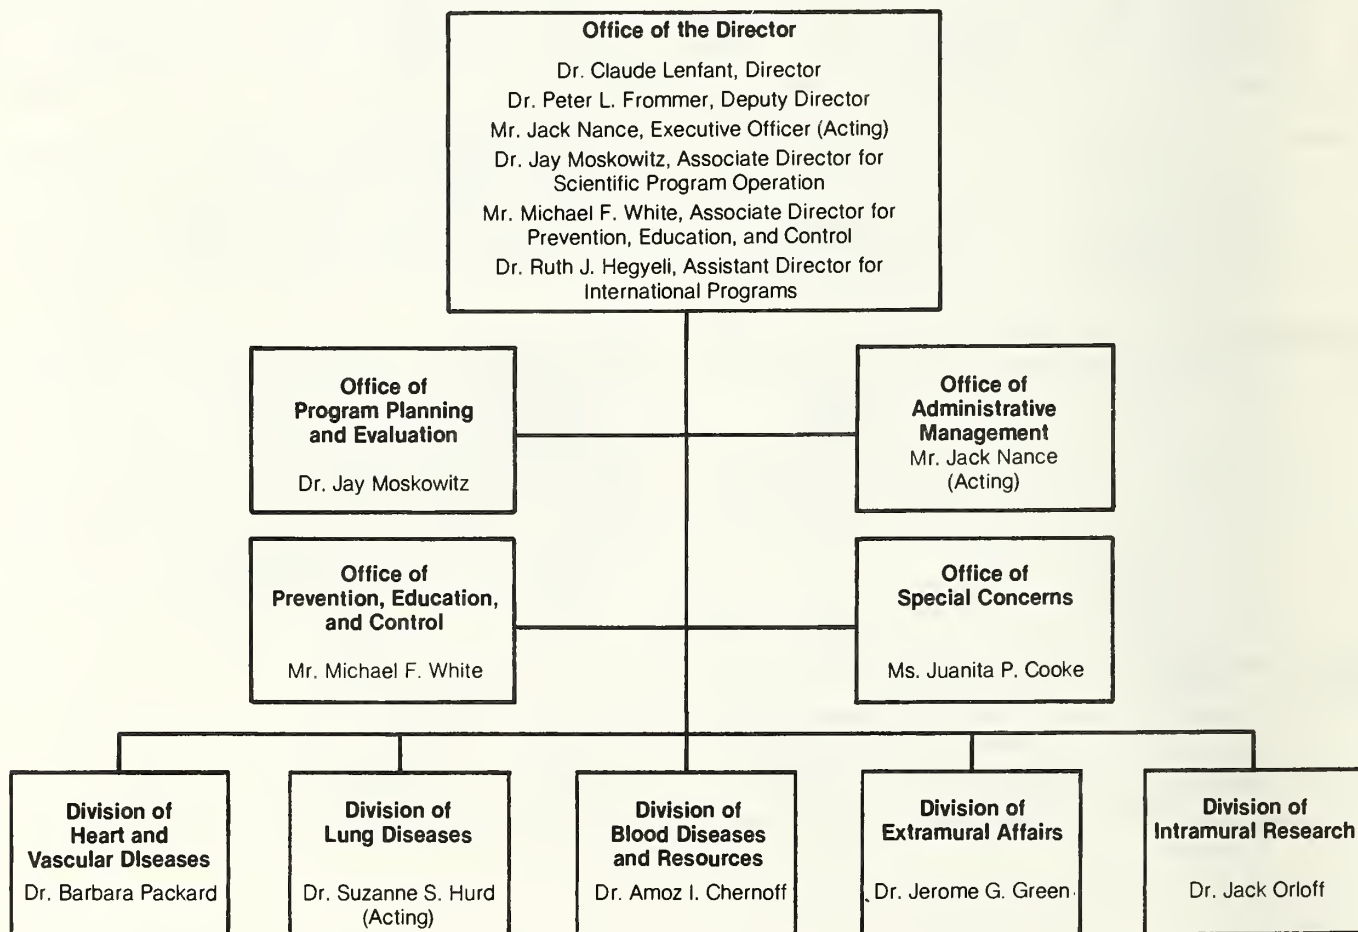 Office of the Director
Dr. Claude Lenfant, Director
Dr. Peter L. Frommer, Deputy Director
Mr. Jack Nance, Executive Officer (Acting)
Dr. Jay Moskowitz, Associate Director for
Scientific Program Operation
Mr. Michael F. White, Associate Director for
Prevention, Education, and Control
Dr. Ruth J. Hegyeli, Assistant Director for
International Programs
Office of
Program Planning
and Evaluation
Dr. Jay Moskowitz
Office of
Administrative
Management
Mr. Jack Nance
(Acting)
Office of
Prevention, Education,
and Control
Mr. Michael F. White
Office of
Special Concerns
Ms. Juanita P. Cooke
Division of
Heart and
Vascular DIseases
Dr. Barbara Packard
Division of
Lung Diseases
Dr. Suzanne S. Hurd
(Acting)
Division of
Blood Diseases
and Resources
Dr. Amoz I. Chernoff
Division of
Extramural Affairs
Dr. Jerome G. Green
Division of
Intramural Research
Dr. Jack Orloff